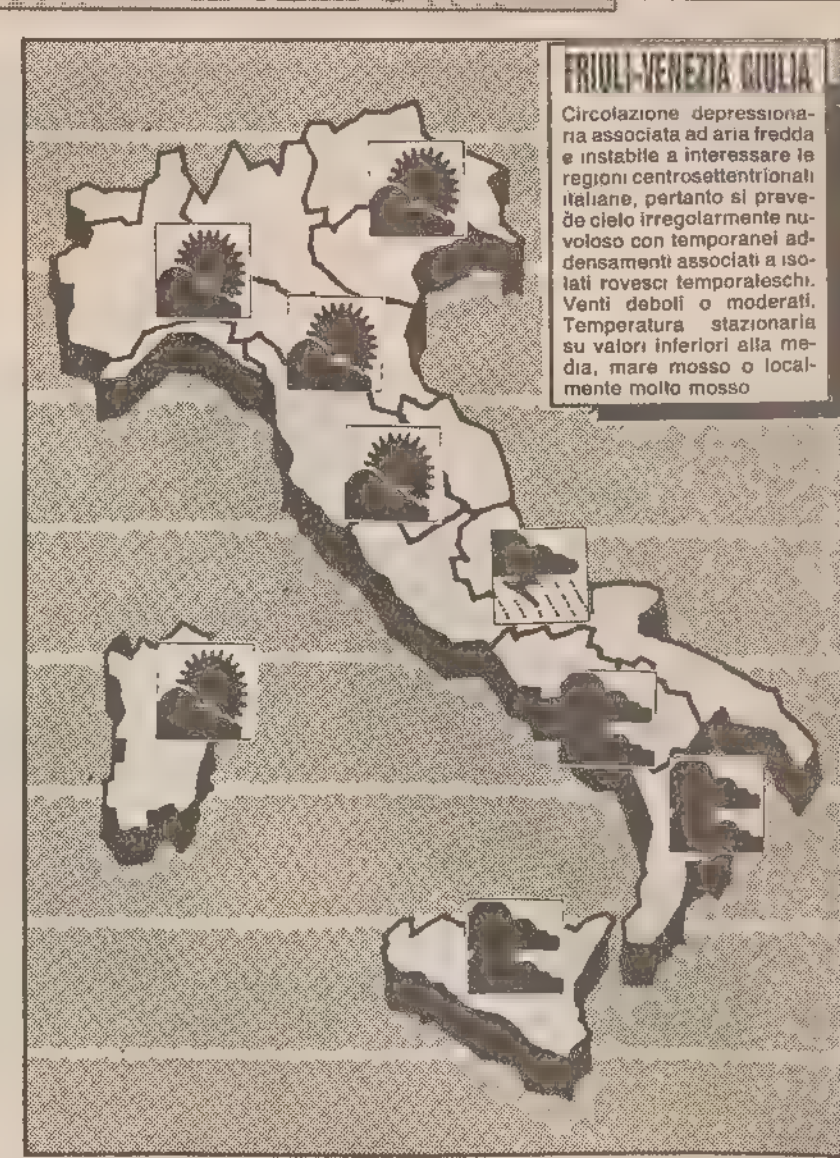 FRIULI-VENEZIA GIULIA
Circolazione depressiona-
ria associata ad aria fredda
e instabile a interessare le
regioni centrosettentrionali
italiane, pertanto si preve-
de cielo irregolarmente nu-
voloso con temporanei ad-
densamenti associati a iso-
lati rovesci temporaleschi.
Venti deboli o moderati.
Temperatura stazionaria
su valori inferiori alla me-
dia, mare mosso o local-
mente molto mosso